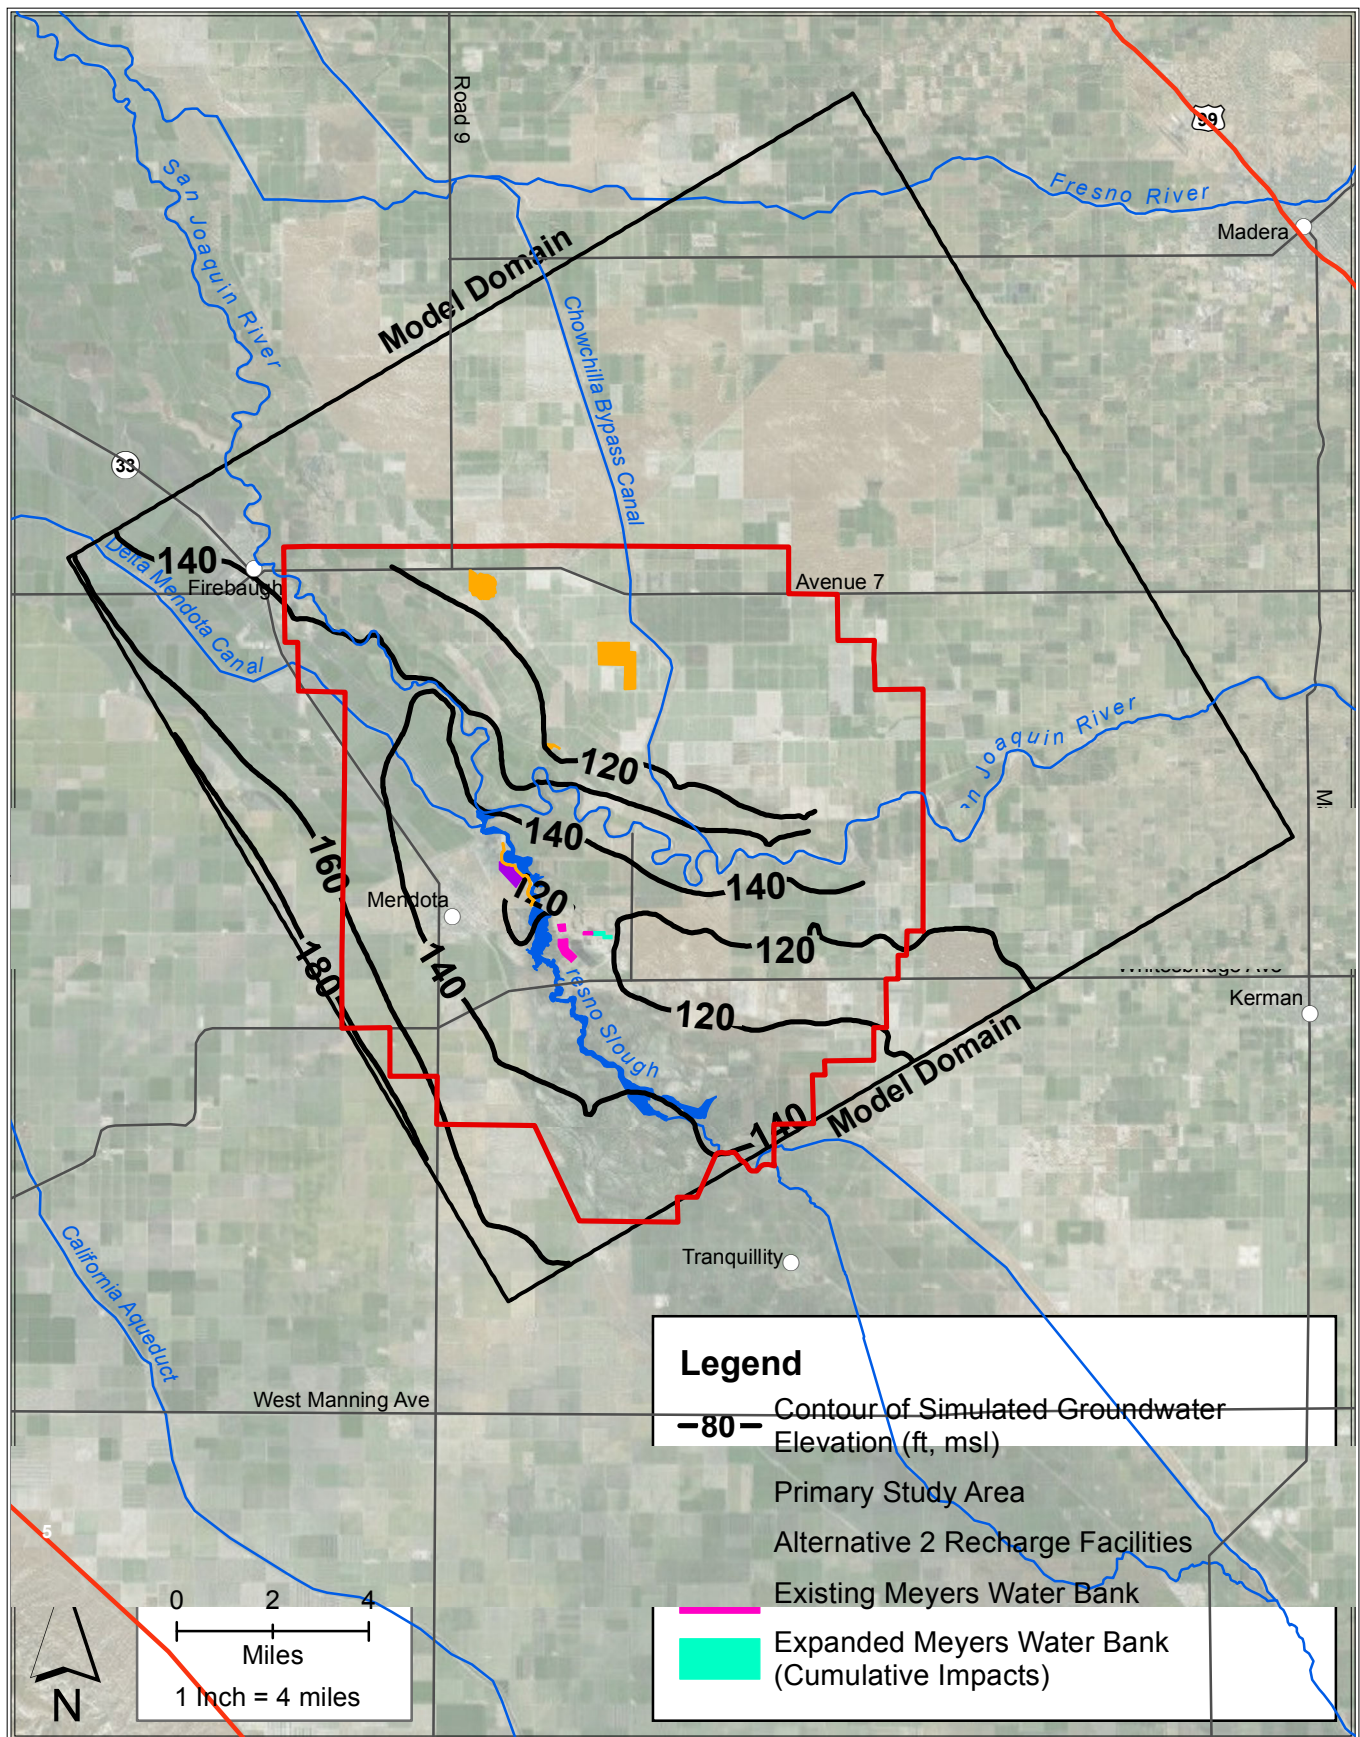 Road 9
99
San Joaquin River
Fresno River
Madera
Model Domain
Chowchilla Bypass Canal
33
140
Delta Mendota Canal
Firebaugh
Avenue 7
San Joaquin River
120
140
160
Mendota
120
140
120
180
140
resno Slough
120
Kerman
Model Domain
140
Tranquillity
California Aqueduct
West Manning Ave
Legend
80
Contour of Simulated Groundwater
Elevation (ft, msl)
Primary Study Area
Alternative 2 Recharge Facilities
Existing Meyers Water Bank
Expanded Meyers Water Bank
(Cumulative Impacts)
5
0 2 4
Miles
1 Inch = 4 miles
N